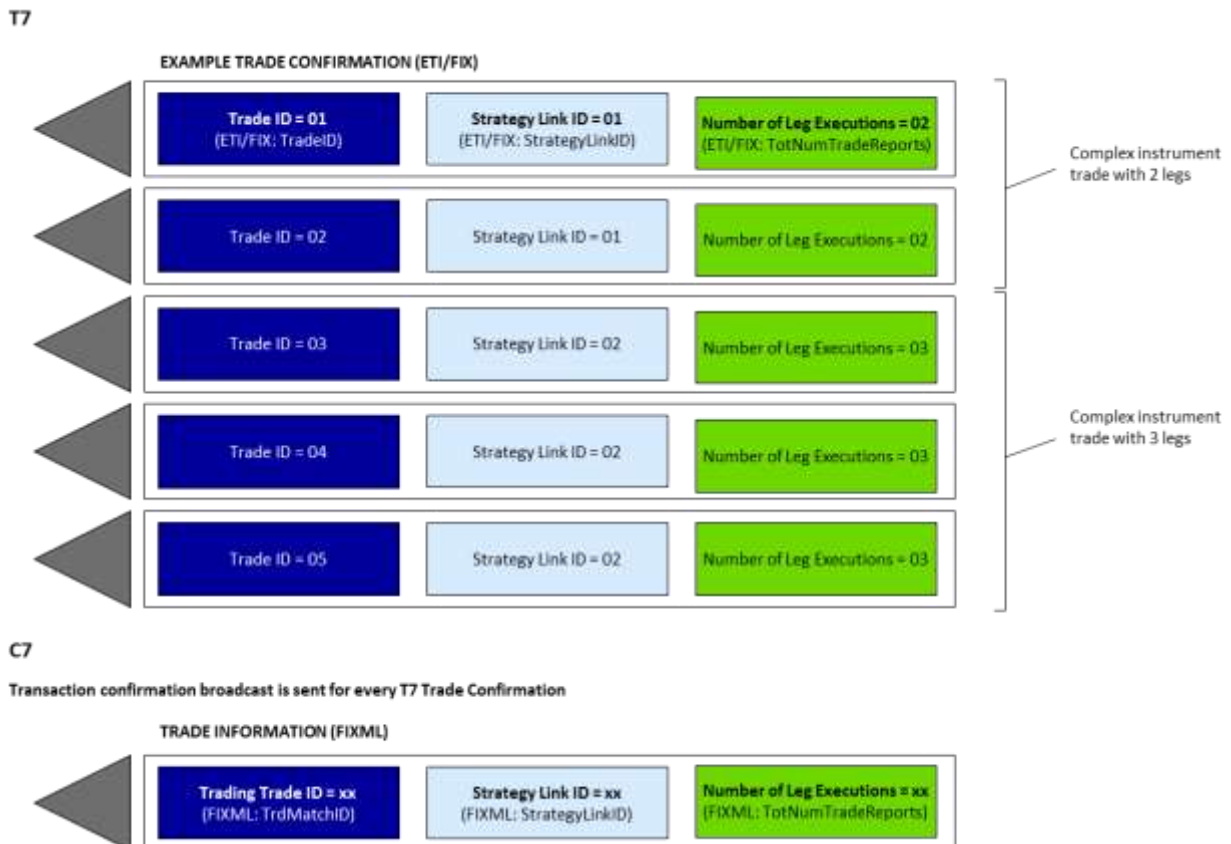 T7
EXAMPLE TRADE CONFIRMATION (ETI/FIX)
Trade ID = 01
(ETI/FIX: TradeID)
Strategy Link ID = 01
(ETI/FIX: StrategyLinkID)
Number of Leg Executions = 02
(ETI/FIX: TotNumTradeReports)
Complex instrument
trade with 2 legs
Trade ID = 02
Strategy Link ID = 01
Number of Leg Executions = 02
Trade ID = 03
Strategy Link ID = 02
Number of Leg Executions = 03
Trade ID = 04
Strategy Link ID = 02
Number of Leg Executions = 03
Complex instrument
trade with 3 legs
Trade ID = 05
Strategy Link ID = 02
Number of Leg Executions = 03
C7
Transaction confirmation broadcast is sent for every T7 Trade Confirmation
TRADE INFORMATION (FIXML)
Trading Trade ID = xx
(FIXML: TrdMatchID)
Strategy Link ID = xx
(FIXML: StrategyLinkID)
Number of Leg Executions = xx
(FIXML: TotNumTradeReports)